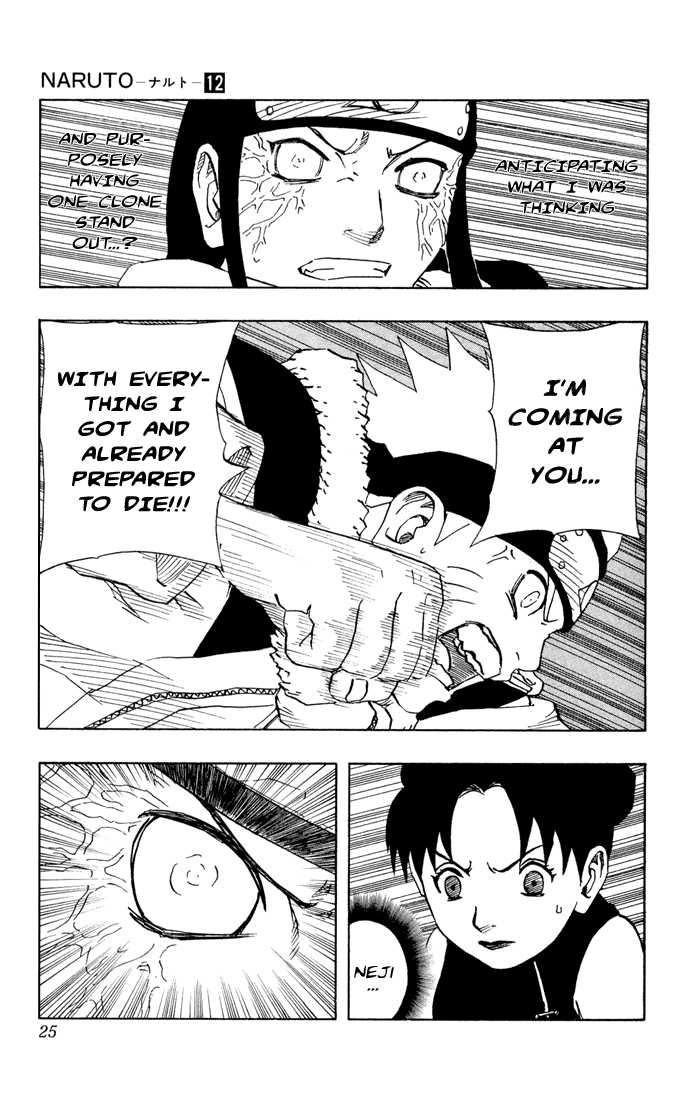 NARUTO—ナルト—12
ANTICIPATING
WHAT I WAS
THINKING
AND PUR-
POSELY
HAVING
ONE CLONE
STAND
OUT...?
I'M
COMING
AT
YOU...
WITH EVERY-
THING I
GOT AND
ALREADY
PREPARED
TO DIE!!!
NEJI
...
25